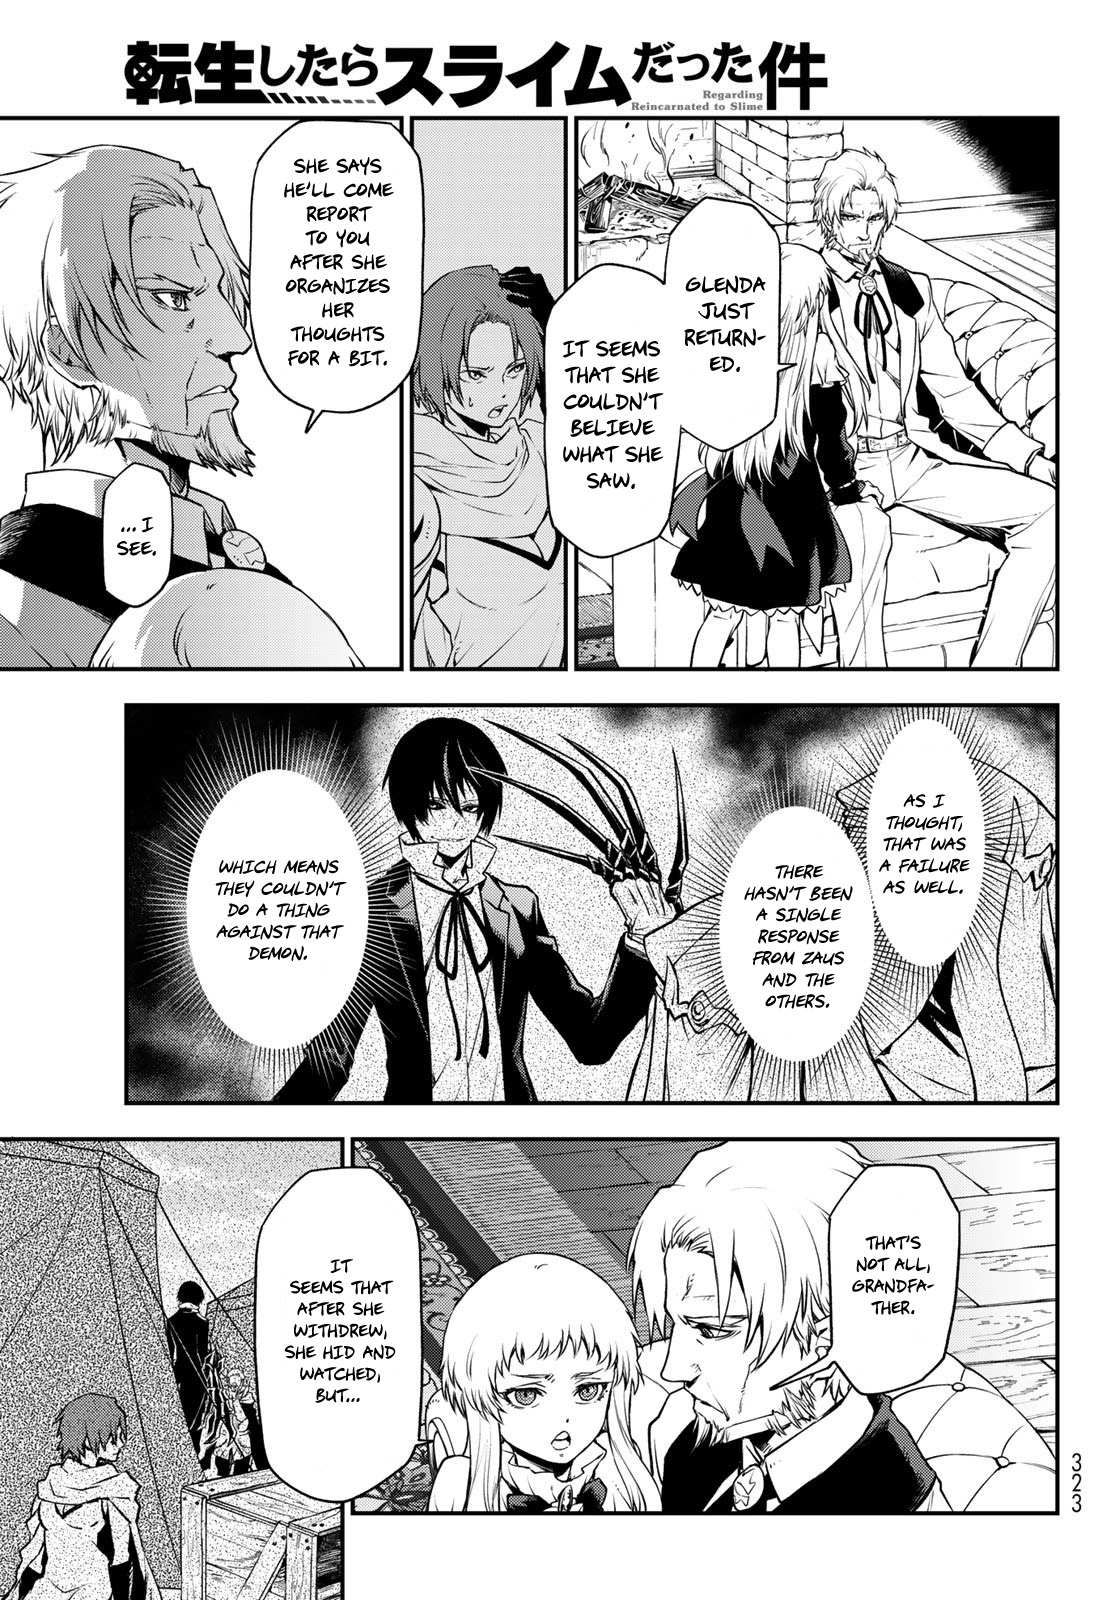 転生したらスライムだった件
Regarding
Reincarnated to Slime
GLENDA
JUST
RETURN-
ED.
IT SEEMS
THAT SHE
COULDN'T
BELIEVE
WHAT SHE
SAW.
SHE SAYS
HE'LL COME
REPORT
TO YOU
AFTER SHE
ORGANIZES
HER
THOUGHTS
FOR A BIT.
...I
SEE.
AS I
THOUGHT,
THAT WAS
A FAILURE
AS WELL.
THERE
HASN'T BEEN
A SINGLE
RESPONSE
FROM ZAUS
AND THE
OTHERS.
WHICH MEANS
THEY COULDN'T
DO A THING
AGAINST THAT
DEMON.
THAT'S
NOT ALL,
GRANDFA-
THER.
IT
SEEMS THAT
AFTER SHE
WITHDREW,
SHE HID AND
WATCHED,
BUT...
323